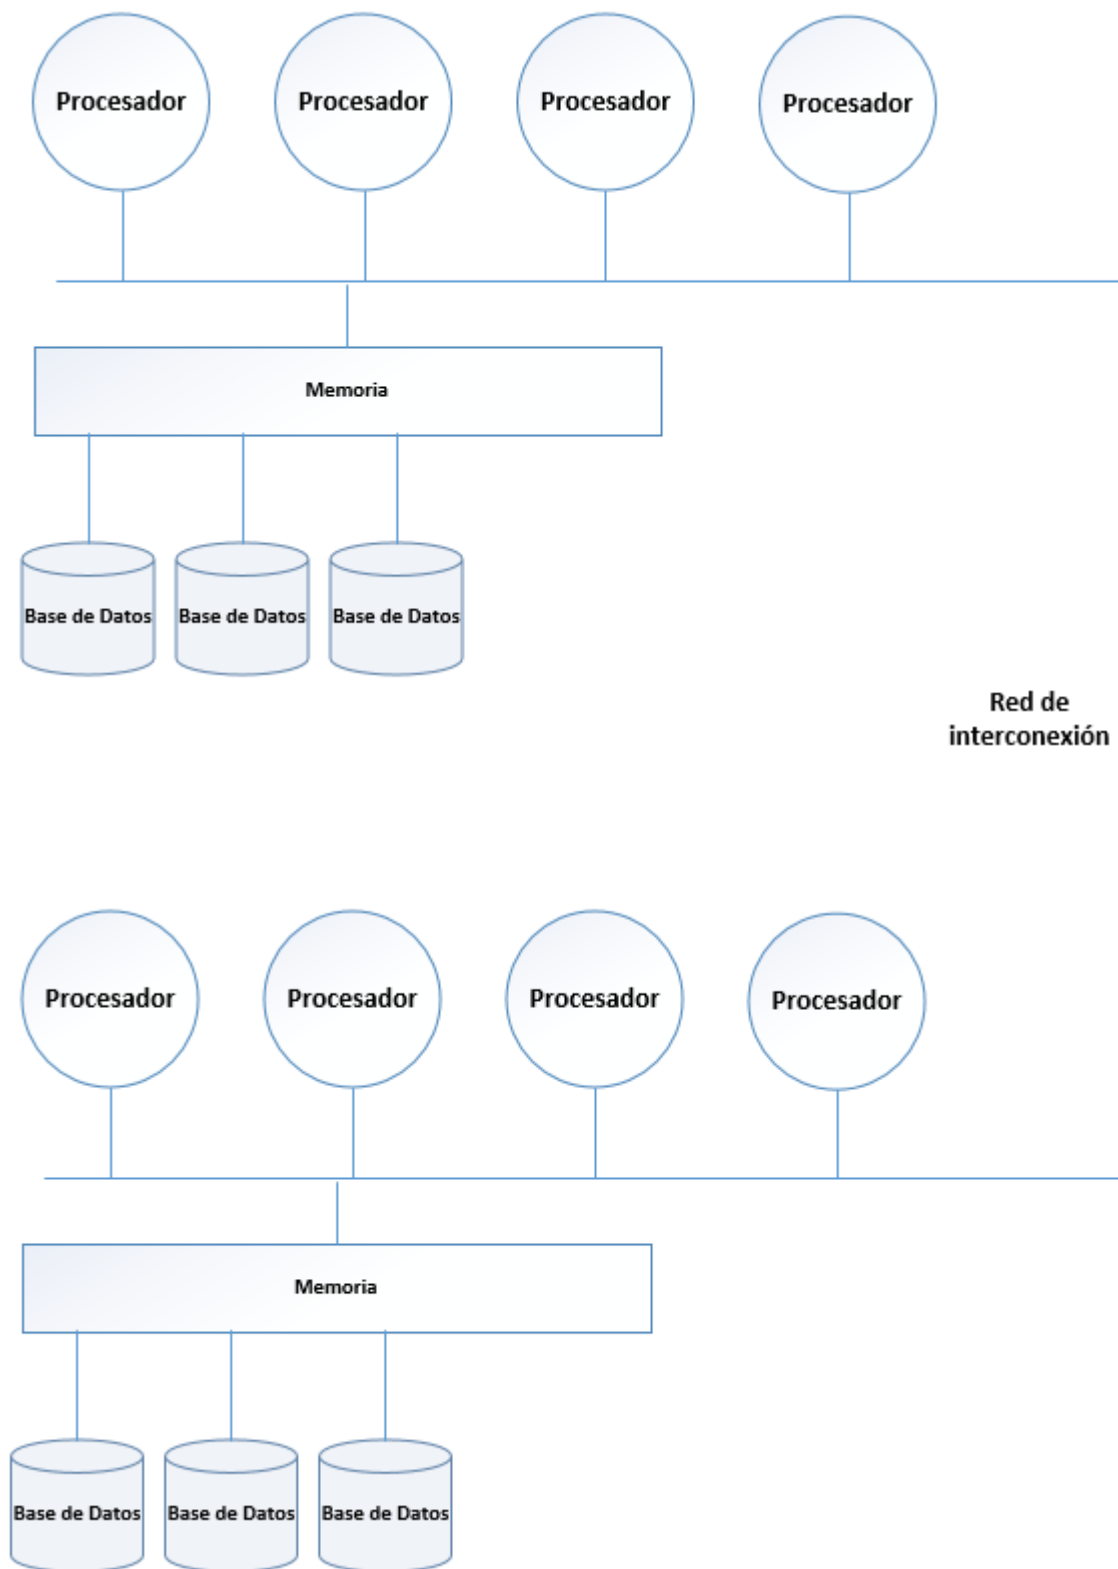 Procesador
Procesador
Procesador
Procesador
Memoria
Base de Datos
Base de Datos
Base de Datos
Red de
interconexión
Procesador
Procesador
Procesador
Procesador
Memoria
Base de Datos
Base de Datos
Base de Datos